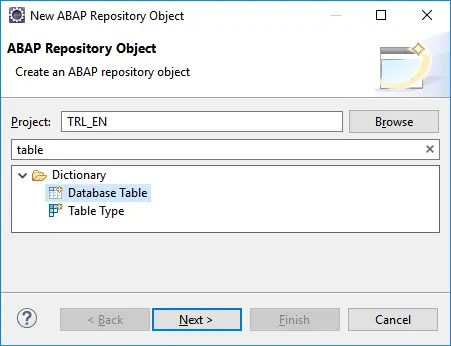 New ABAP Repository Object
ABAP Repository Object
Create an ABAP repository object
Project: TRL_EN Browse
table
Dictionary
Database Table
Table Type
< Back Next > Finish Cancel